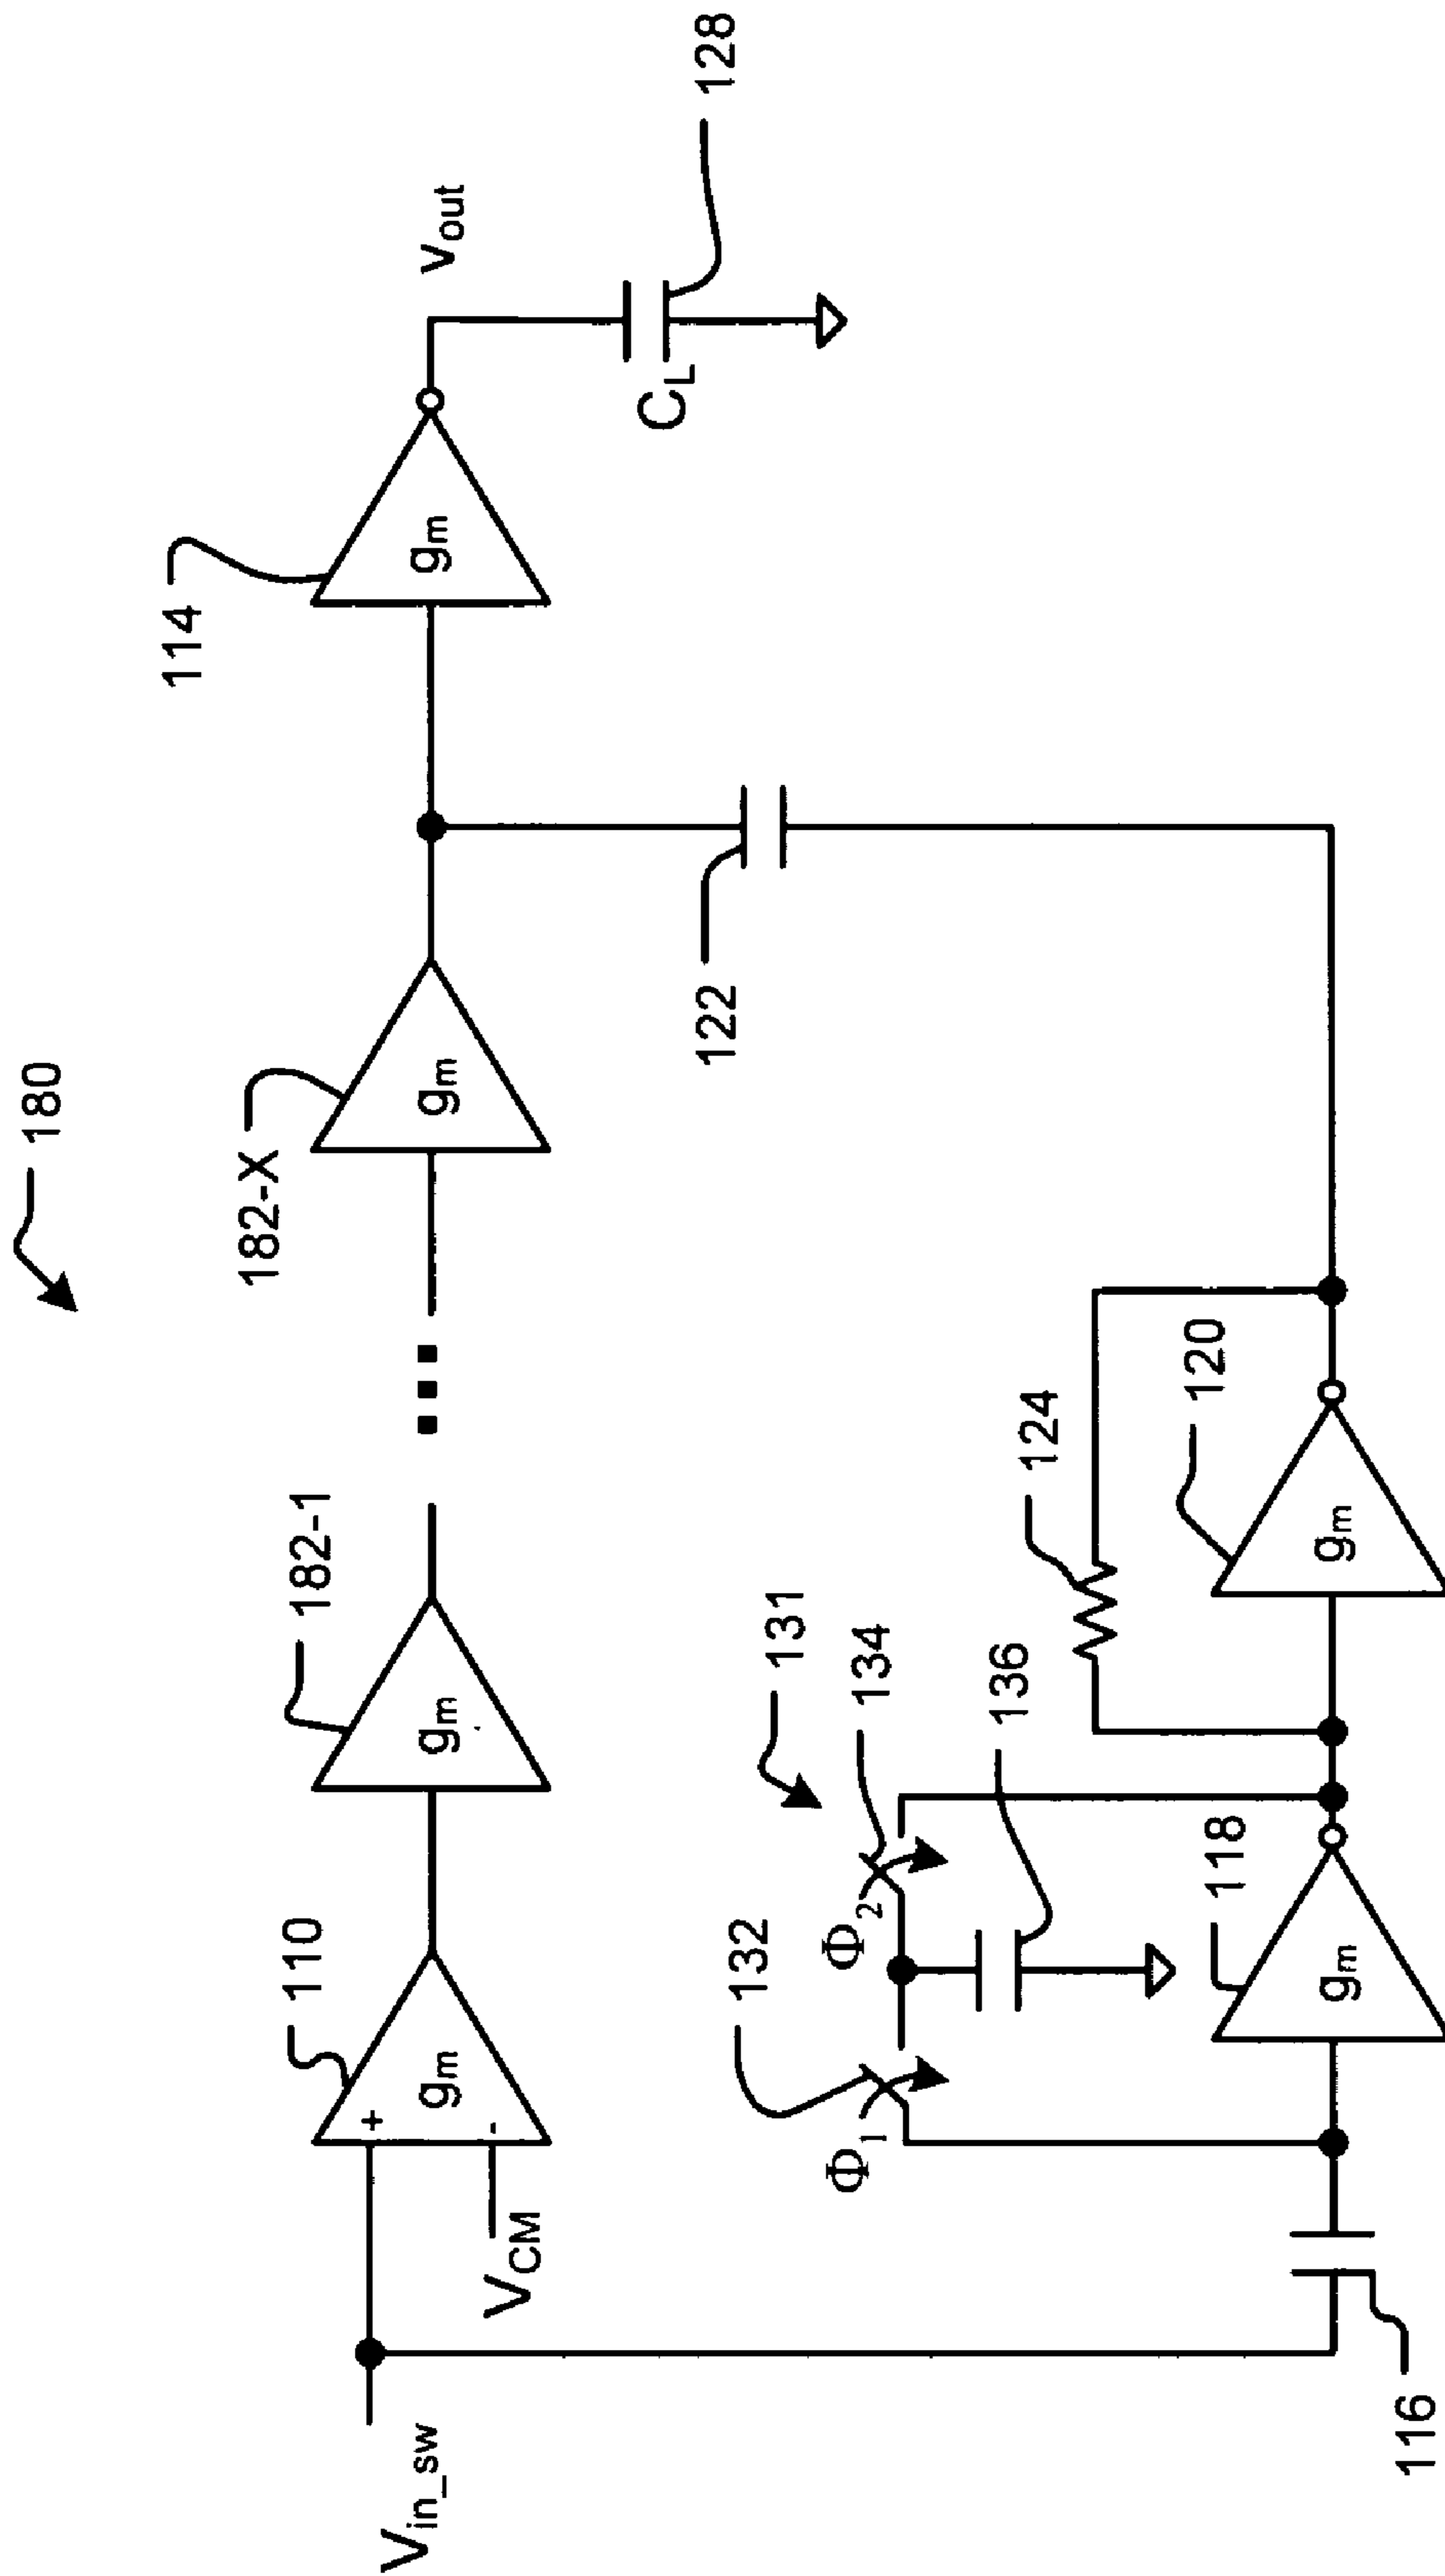 180
110
182-1
182-X
114
V_in_sw
+
-
V_CM
g_m
g_m
g_m
g_m
v_out
C_L
128
122
131
132
134
136
Φ_1
Φ_2
124
118
120
116
g_m
g_m